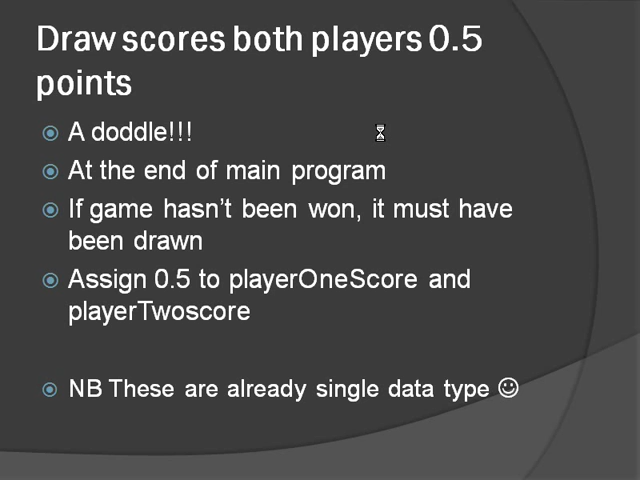 Draw scores both players 0.5
points
A doddle!!!
At the end of main program
If game hasn't been won, it must have
been drawn
Assign 0.5 to playerOneScore and
playerTwoscore
NB These are already single data type ☺